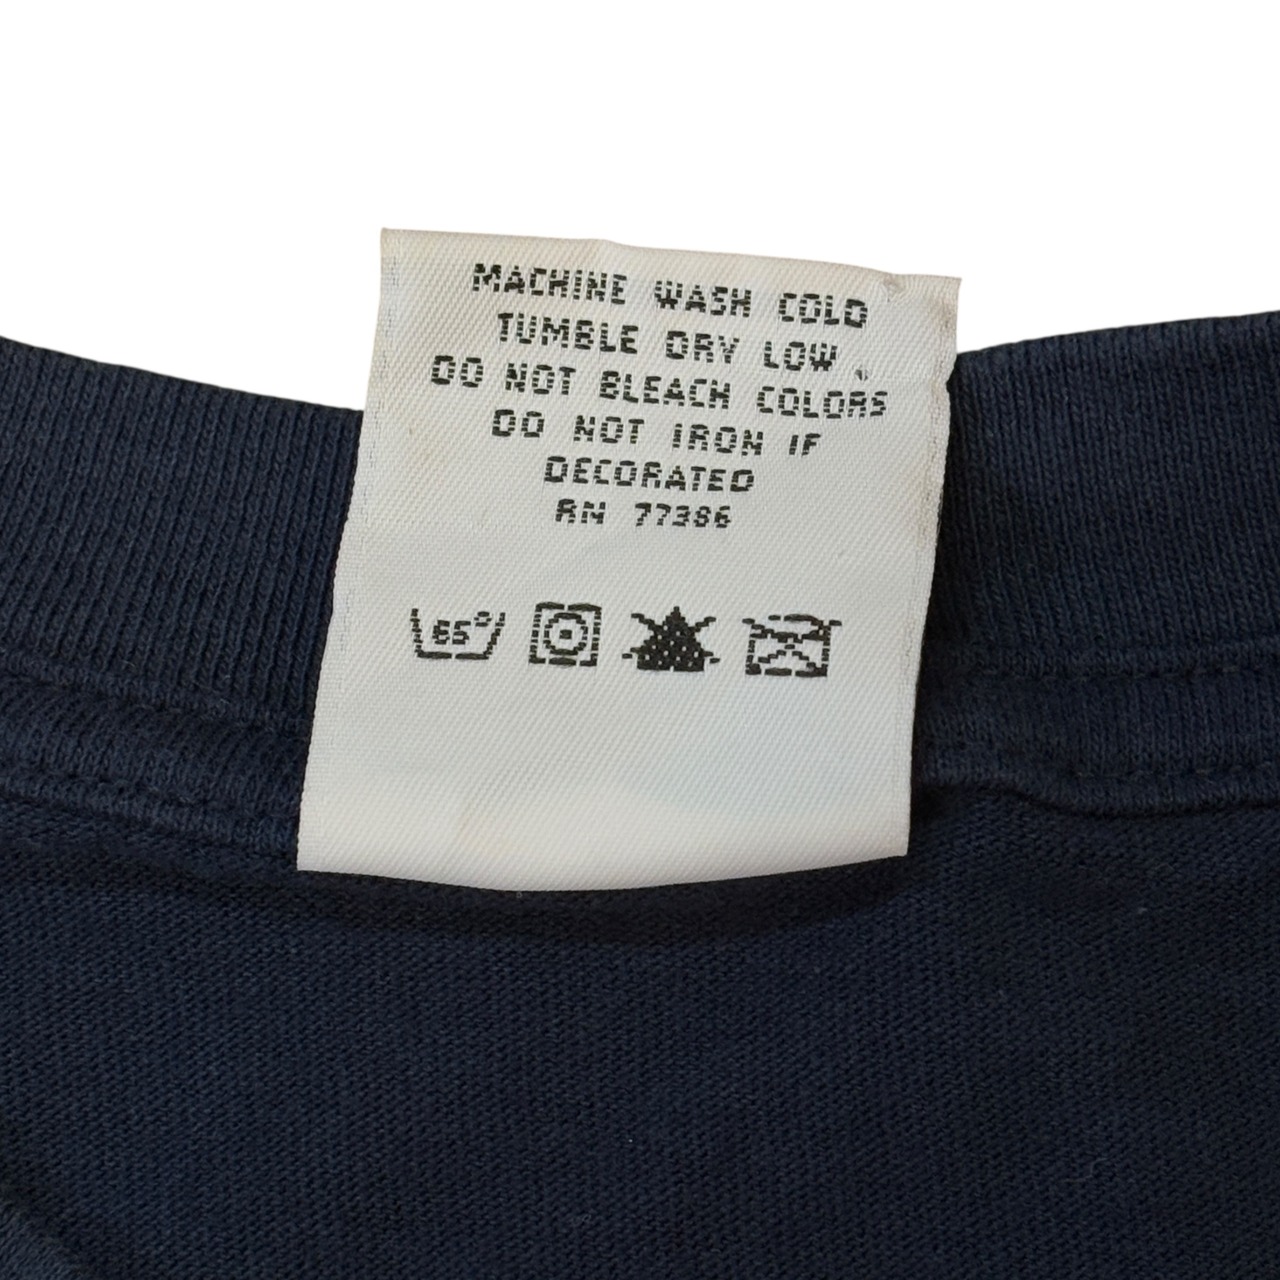 MACHINE WASH COLD
TUMBLE DRY LOW
DO NOT BLEACH COLORS
DO NOT IRON IF
DECORATED
RN 77386
65°